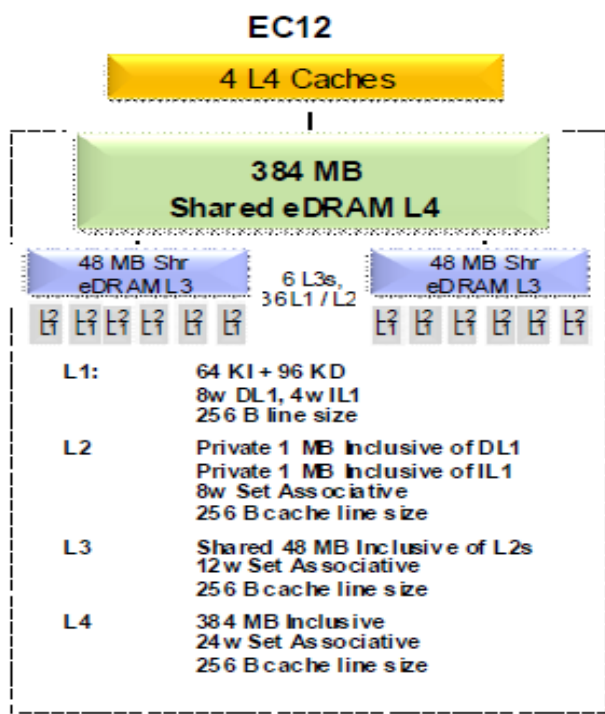 EC12
4 L4 Caches
384 MB
Shared eDRAM L4
48 MB Shr
eDRAM L3
6 L3s,
36 L1 / L2
48 MB Shr
eDRAM L3
L2 L2 L2 L2 L2 L2
L1 L1 L1 L1 L1 L1
L2 L2 L2 L2 L2 L2
L1 L1 L1 L1 L1 L1
L1: 64 KI + 96 KD
8w DL1, 4w IL1
256 B line size
L2 Private 1 MB Inclusive of DL1
Private 1 MB Inclusive of IL1
8w Set Associative
256 B cache line size
L3 Shared 48 MB Inclusive of L2s
12w Set Associative
256 B cache line size
L4 384 MB Inclusive
24w Set Associative
256 B cache line size